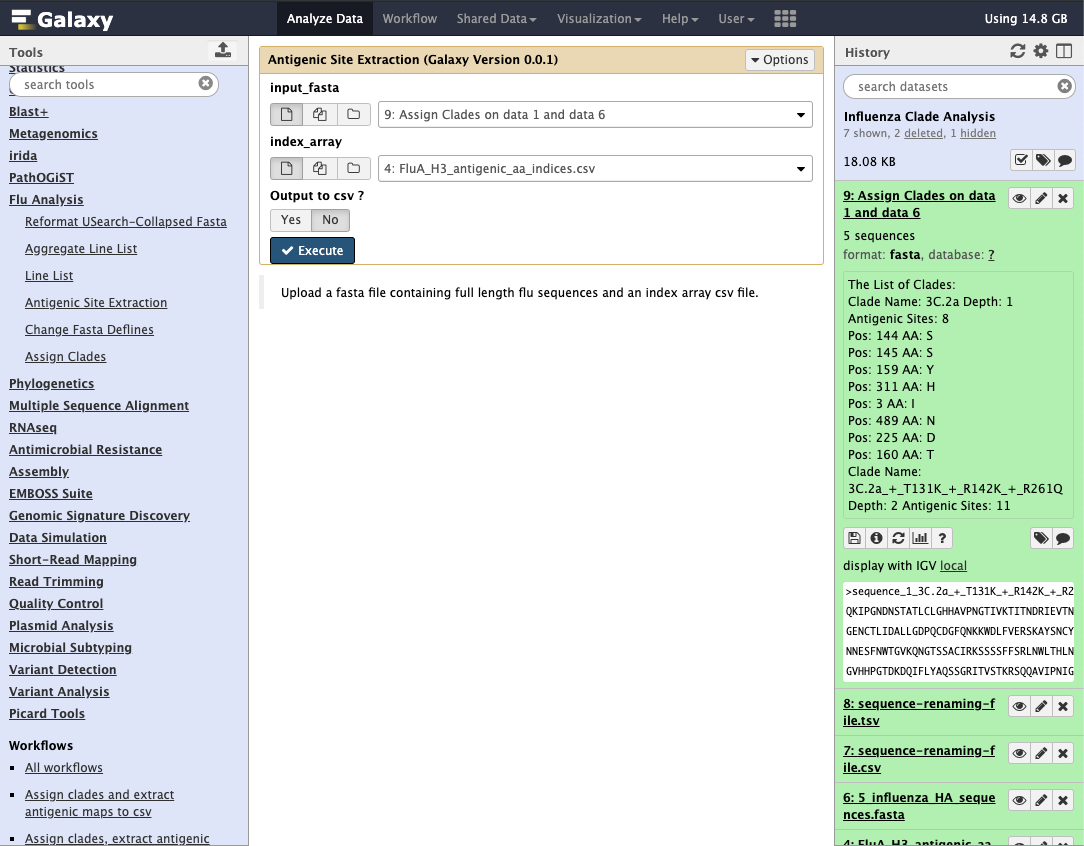 Galaxy
Analyze Data
Workflow
Shared Data
Visualization
Help
User
Using 14.8 GB
Tools
Statistics
search tools
Blast+
Metagenomics
irida
PathOGiST
Flu Analysis
Reformat USearch-Collapsed Fasta
Aggregate Line List
Line List
Antigenic Site Extraction
Change Fasta Deflines
Assign Clades
Phylogenetics
Multiple Sequence Alignment
RNAseq
Antimicrobial Resistance
Assembly
EMBOSS Suite
Genomic Signature Discovery
Data Simulation
Short-Read Mapping
Read Trimming
Quality Control
Plasmid Analysis
Microbial Subtyping
Variant Detection
Variant Analysis
Picard Tools
Workflows
All workflows
Assign clades and extract
antigenic maps to csv
Assign clades, extract antigenic
Antigenic Site Extraction (Galaxy Version 0.0.1)
Options
input_fasta
9: Assign Clades on data 1 and data 6
index_array
4: FluA_H3_antigenic_aa_indices.csv
Output to csv ?
Yes
No
Execute
Upload a fasta file containing full length flu sequences and an index array csv file.
History
search datasets
Influenza Clade Analysis
7 shown, 2 deleted, 1 hidden
18.08 KB
9: Assign Clades on data
1 and data 6
5 sequences
format: fasta, database: ?
The List of Clades:
Clade Name: 3C.2a Depth: 1
Antigenic Sites: 8
Pos: 144 AA: S
Pos: 145 AA: S
Pos: 159 AA: Y
Pos: 311 AA: H
Pos: 3 AA: I
Pos: 489 AA: N
Pos: 225 AA: D
Pos: 160 AA: T
Clade Name:
3C.2a_+_T131K_+_R142K_+_R261Q
Depth: 2 Antigenic Sites: 11
?
display with IGV local
>sequence_1_3C.2a_+_T131K_+_R142K_+_R2
QKIPGNDNSTATLCLGHHAVPNGTIVKTITNDRIEVTN
GENCTLIDALLGDPQCDGFQNKKWDLFVERSKAYSNCY
NNESFNWTGVKQNGTSSACIRKSSSSFFSRLNWLTHLN
GVHHPGTDKDQIFLYAQSSGRITVSTKRSQQAVIPNIG
8: sequence-renaming-f
ile.tsv
7: sequence-renaming-f
ile.csv
6: 5_influenza_HA_seque
nces.fasta
4: FluA_H3_antigenic_aa_